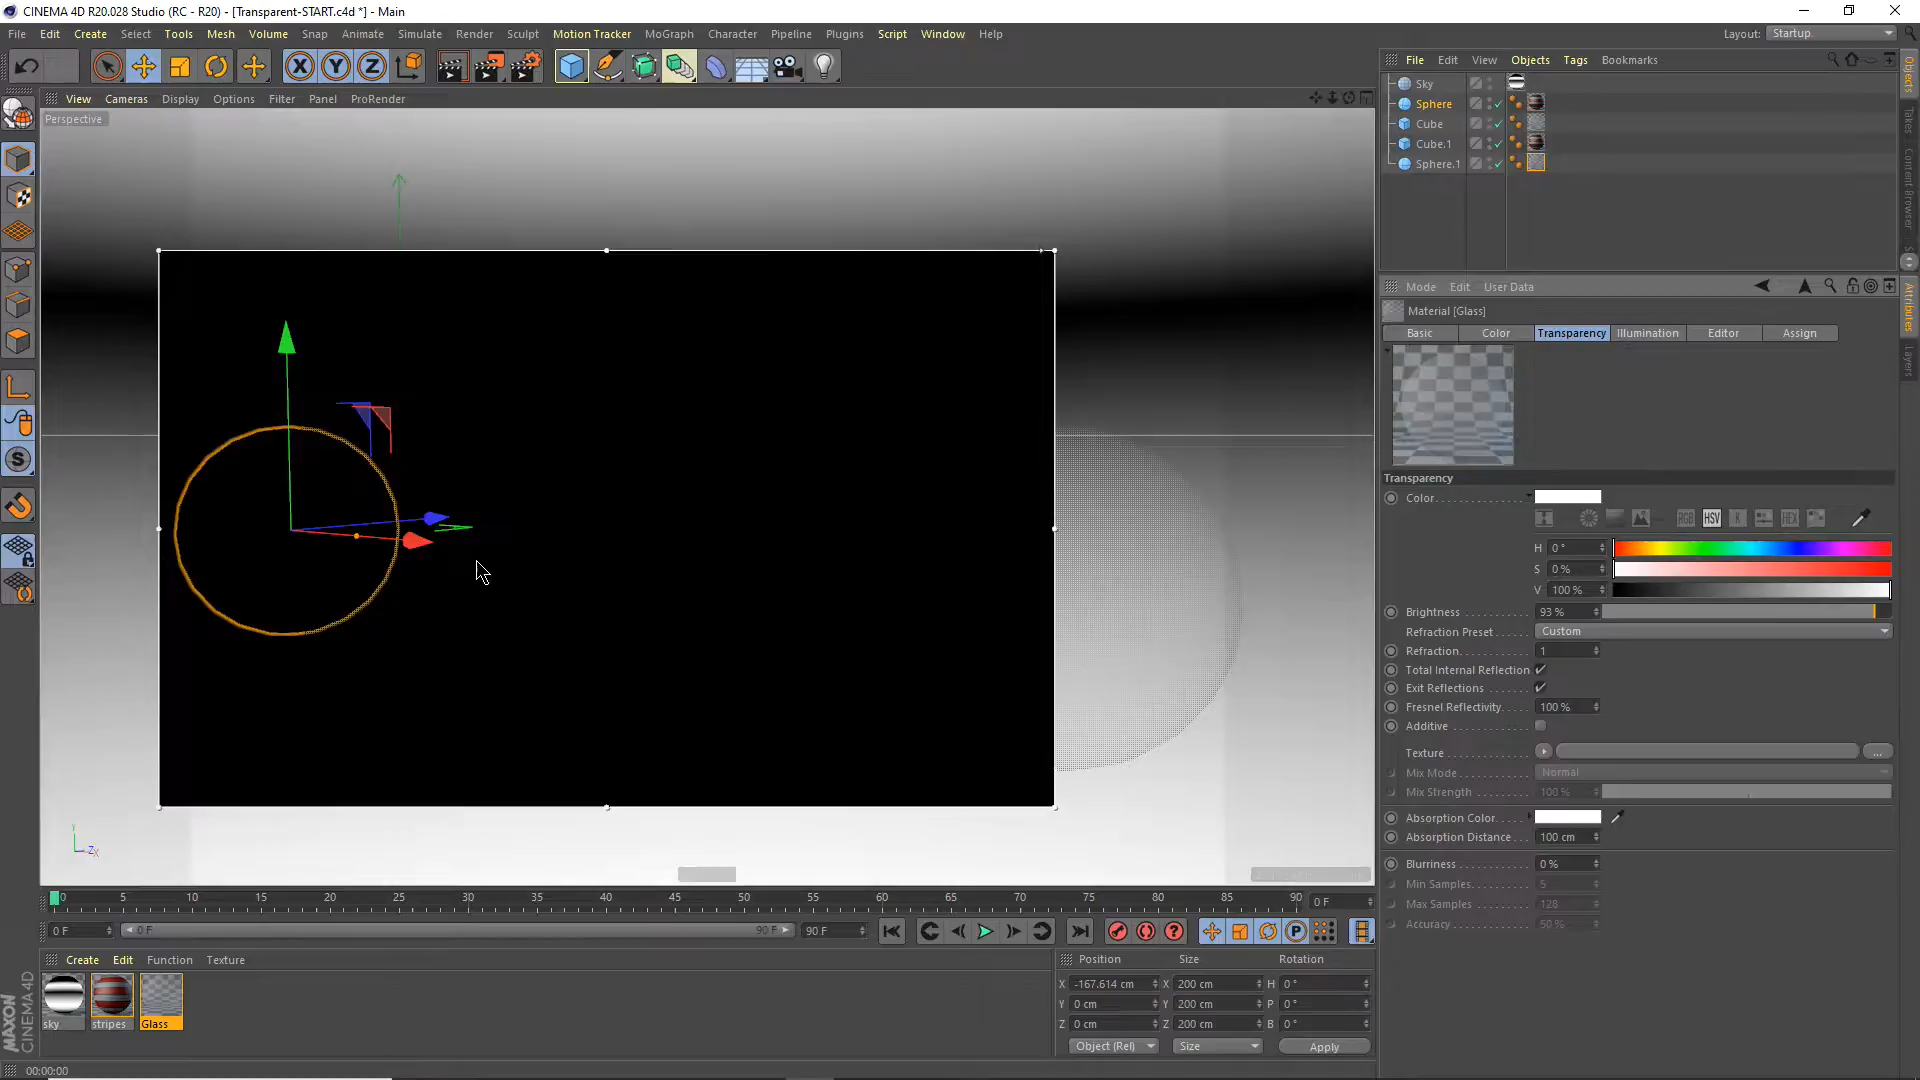 CINEMA 4D R20.028 Studio (RC - R20) - [Transparent-START.c4d *] - Main
File Edit Create Select Tools Mesh Volume Snap Animate Simulate Render Sculpt Motion Tracker MoGraph Character Pipeline Plugins Script Window Help
Layout: Startup
X Y Z
View Cameras Display Options Filter Panel ProRender
Perspective
File Edit View Objects Tags Bookmarks
Sky
Sphere
Cube
Cube.1
Sphere.1
Objects
Takes
Content Browser
Attributes
Layers
Mode Edit User Data
Material [Glass]
Basic Color Transparency Illumination Editor Assign
Transparency
Color
RGB HSV K HEX
H 0 °
S 0 %
V 100 %
Brightness 93 %
Refraction Preset Custom
Refraction 1
Total Internal Reflection
Exit Reflections
Fresnel Reflectivity 100 %
Additive
Texture ...
Mix Mode Normal
Mix Strength 100 %
Absorption Color
Absorption Distance 100 cm
Blurriness 0 %
Min Samples 5
Max Samples 128
Accuracy 50 %
0 5 10 15 20 25 30 35 40 45 50 55 60 65 70 75 80 85 90 0 F
0 F 0 F 90 F 90 F
Create Edit Function Texture
sky stripes Glass
Position Size Rotation
X -167.614 cm X 200 cm H 0 °
Y 0 cm Y 200 cm P 0 °
Z 0 cm Z 200 cm B 0 °
Object (Rel) Size Apply
MAXON CINEMA 4D
00:00:00